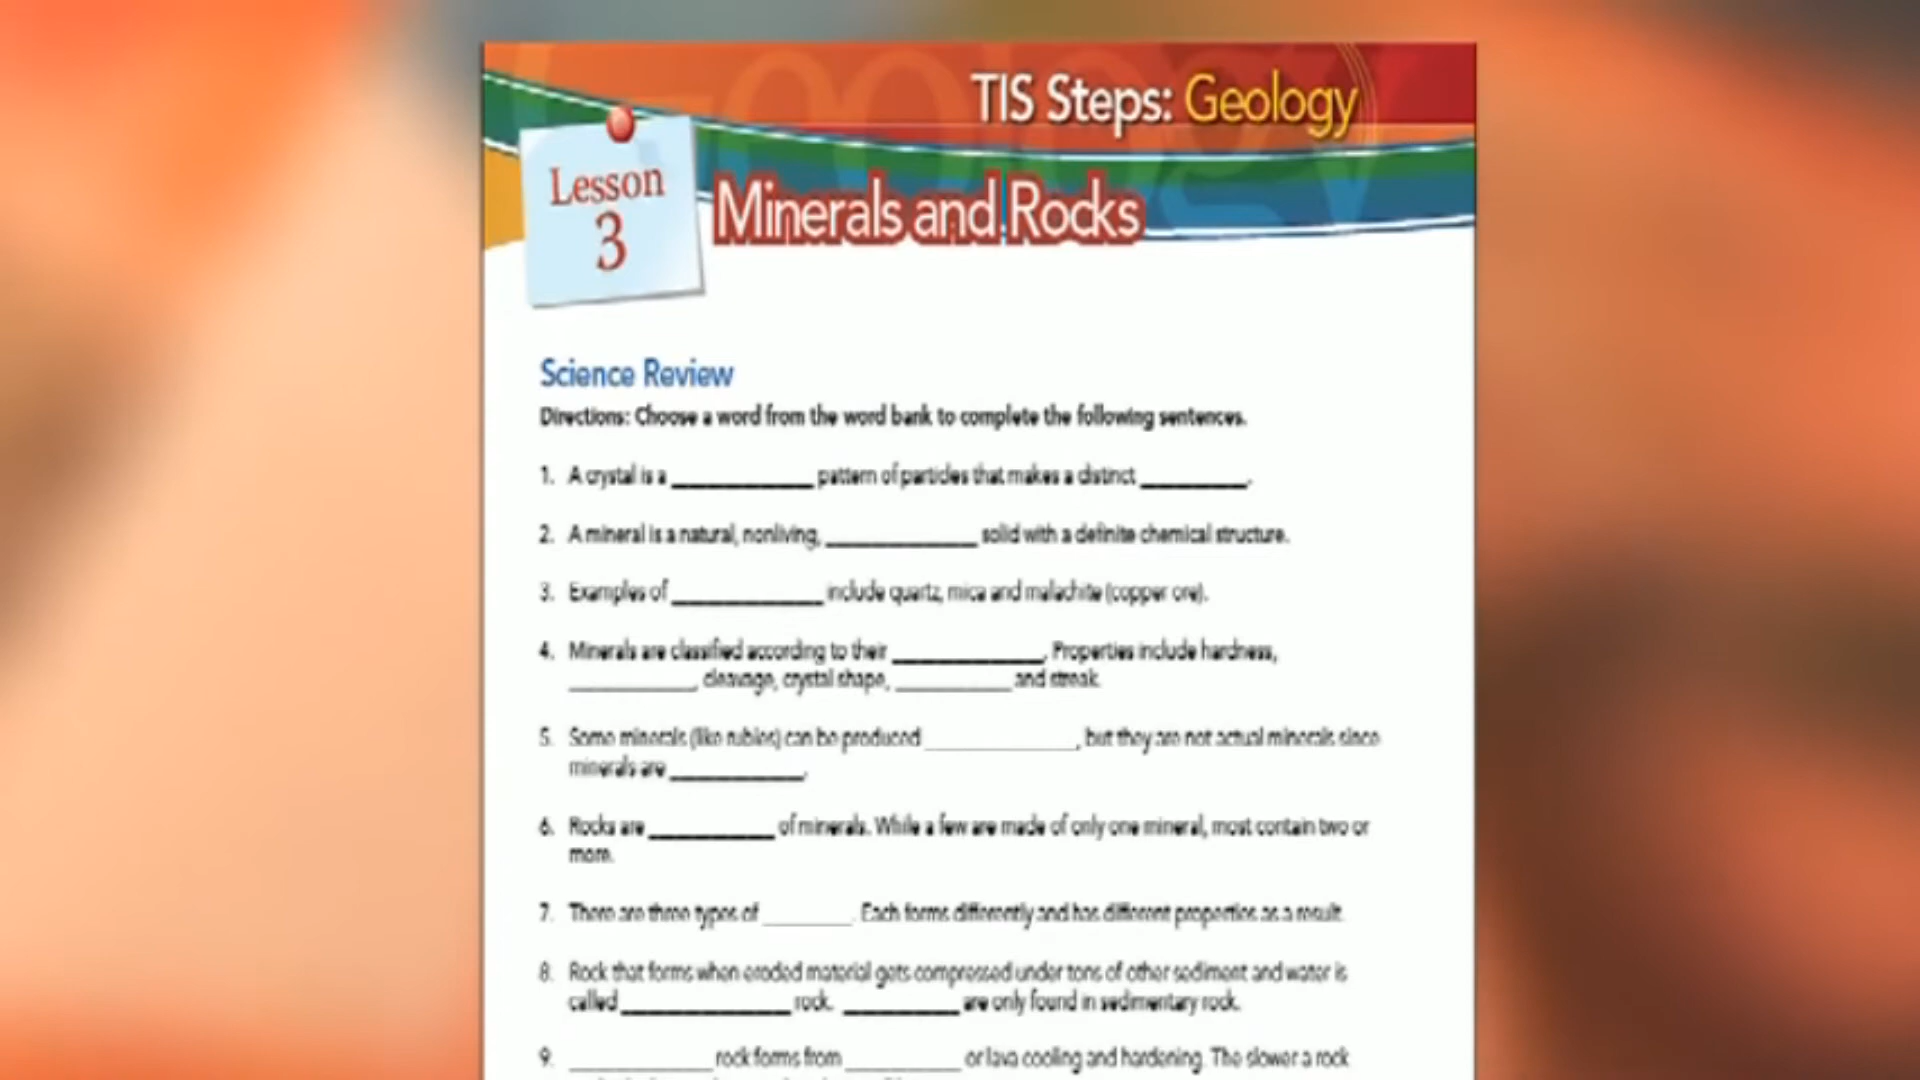 TIS Steps: Geology
Lesson
3
Minerals and Rocks
Science Review
Directions: Choose a word from the word bank to complete the following sentences.
1. A crystal is a ____________ pattern of particles that makes a distinct _________.
2. A mineral is a natural, nonliving, _____________ solid with a definite chemical structure.
3. Examples of _____________ include quartz, mica and malachite (copper ore).
4. Minerals are classified according to their _____________. Properties include hardness,
___________, cleavage, crystal shape, __________ and streak.
5. Some minerals (like rubies) can be produced _____________, but they are not actual minerals since
minerals are ___________.
6. Rocks are ___________ of minerals. While a few are made of only one mineral, most contain two or
more.
7. There are three types of ________. Each forms differently and has different properties as a result.
8. Rock that forms when eroded material gets compressed under tons of other sediment and water is
called ______________ rock. __________ are only found in sedimentary rock.
9. ____________ rock forms from __________ or lava cooling and hardening. The slower a rock